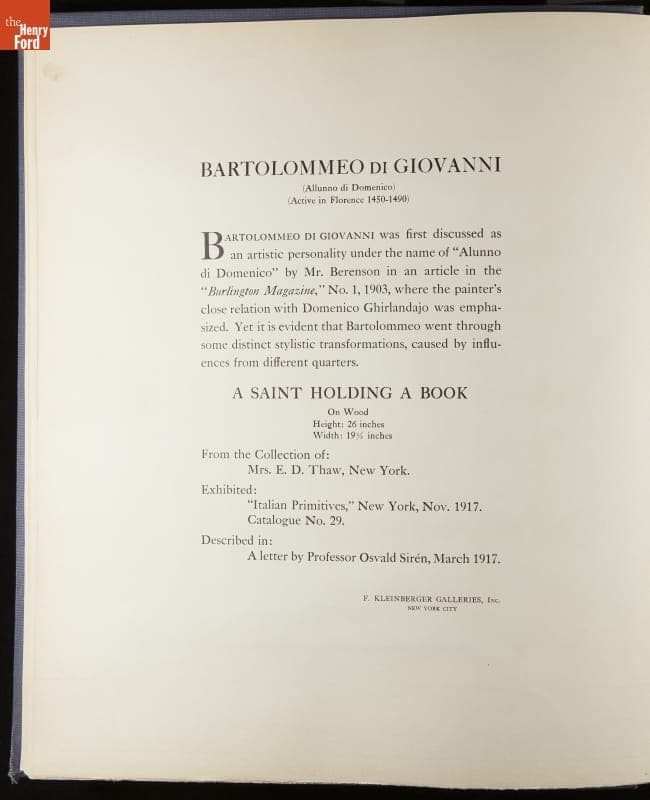 the
Henry
Ford
BARTOLOMMEO DI GIOVANNI
(Allunno di Domenico)
(Active in Florence 1450-1490)
BARTOLOMMEO DI GIOVANNI was first discussed as
an artistic personality under the name of “Alunno
di Domenico” by Mr. Berenson in an article in the
“Burlington Magazine,” No. 1, 1903, where the painter's
close relation with Domenico Ghirlandajo was empha-
sized. Yet it is evident that Bartolommeo went through
some distinct stylistic transformations, caused by influ-
ences from different quarters.
A SAINT HOLDING A BOOK
On Wood
Height: 26 inches
Width: 19½ inches
From the Collection of:
Mrs. E. D. Thaw, New York.
Exhibited:
“Italian Primitives,” New York, Nov. 1917.
Catalogue No. 29.
Described in:
A letter by Professor Osvald Sirén, March 1917.
F. KLEINBERGER GALLERIES, Inc.
NEW YORK CITY